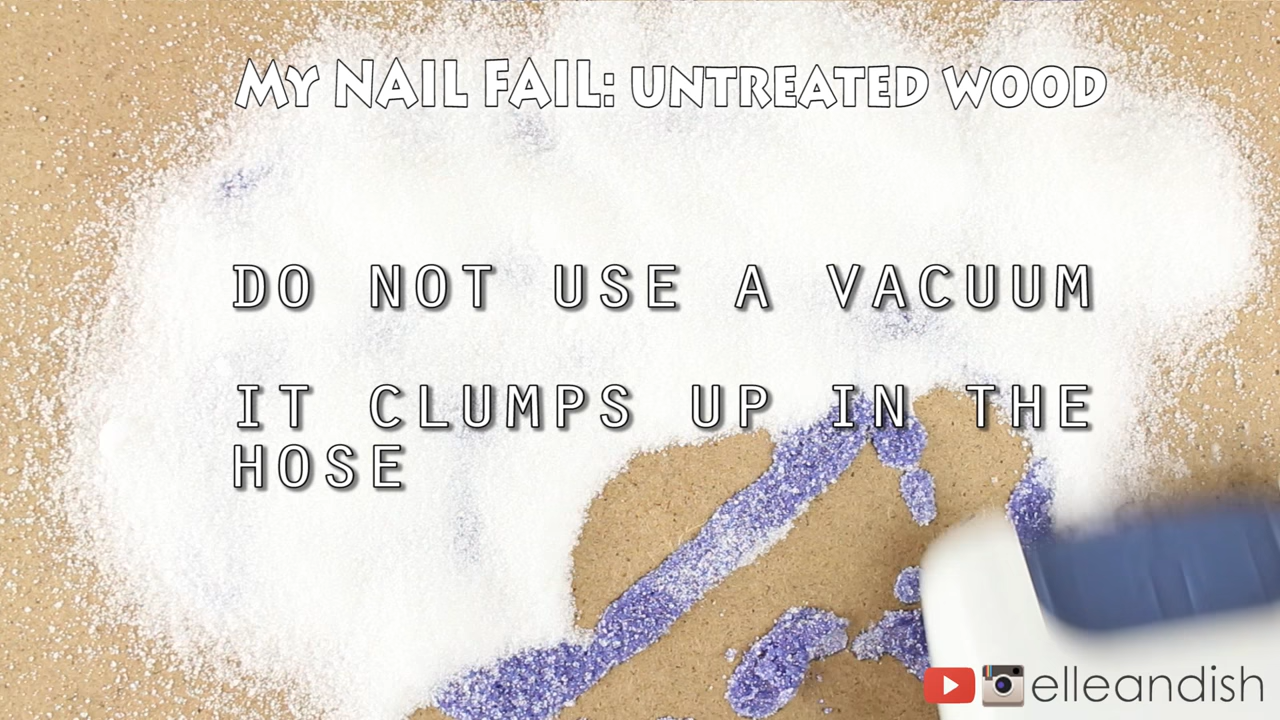 My NAIL FAIL: UNTREATED WOOD
DO NOT USE A VACUUM
IT CLUMPS UP IN THE
HOSE
elleandish